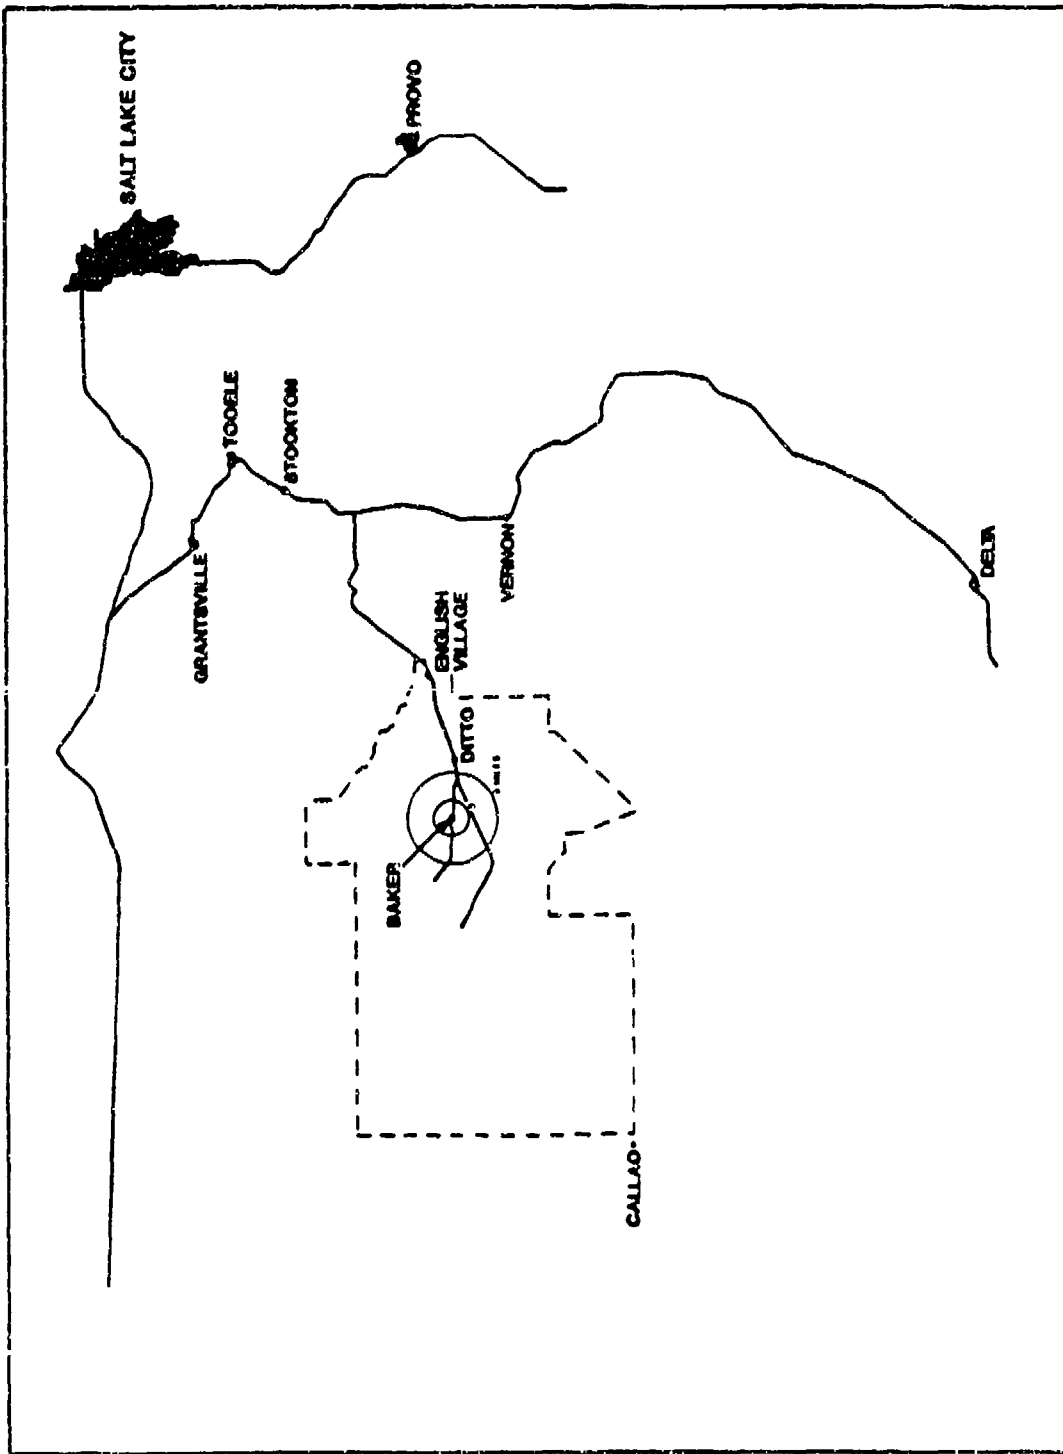 SALT LAKE CITY
PROVO
TOOELE
STOCKTON
GRANTSVILLE
VERNON
ENGLISH
VILLAGE
DITTO
BAKER
DELTA
CALLAO